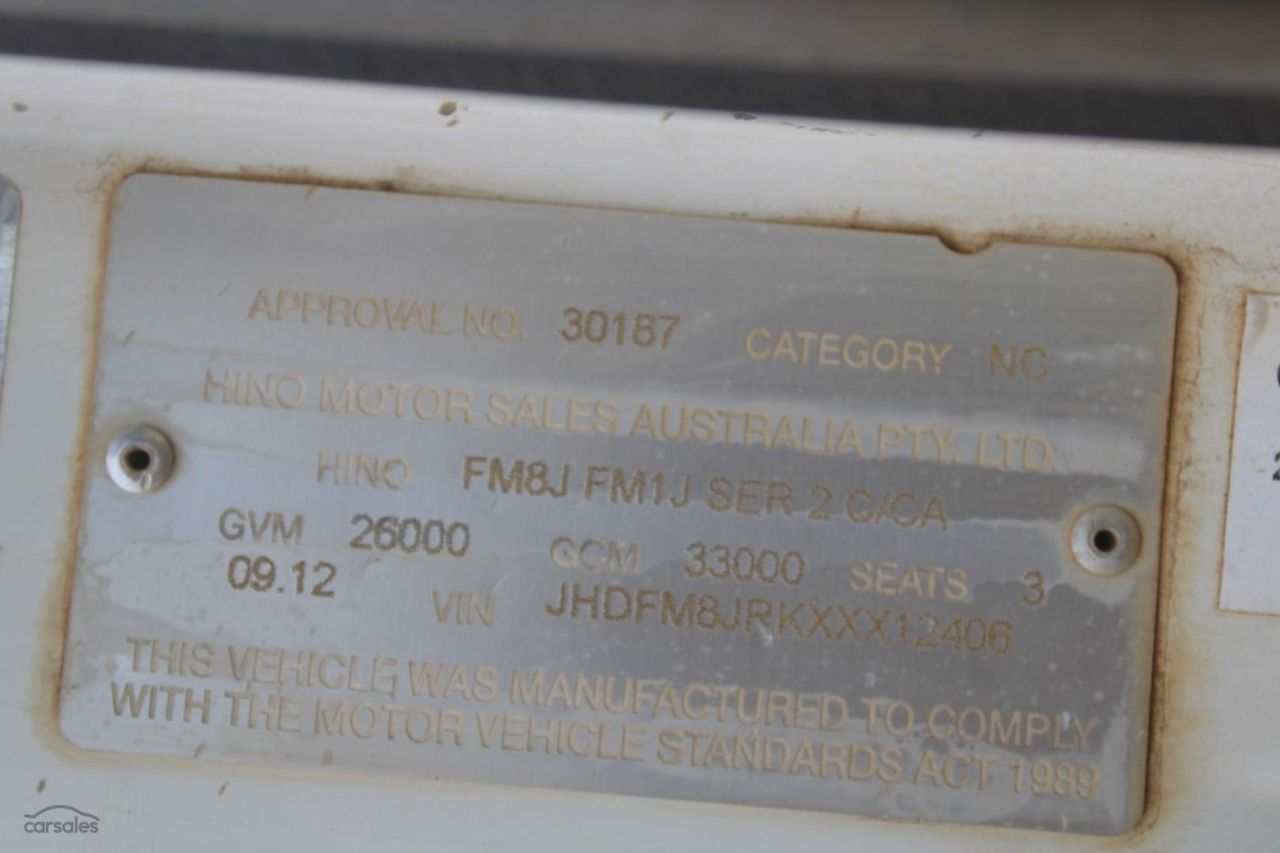 APPROVAL NO. 30187 CATEGORY NC
HINO MOTOR SALES AUSTRALIA PTY. LTD.
HINO FM8J FM1J SER 2 C/CA
GVM 26000 GCM 33000 SEATS 3
09.12 VIN JHDFM8JRKXXX12406
THIS VEHICLE WAS MANUFACTURED TO COMPLY
WITH THE MOTOR VEHICLE STANDARDS ACT 1989
carsales